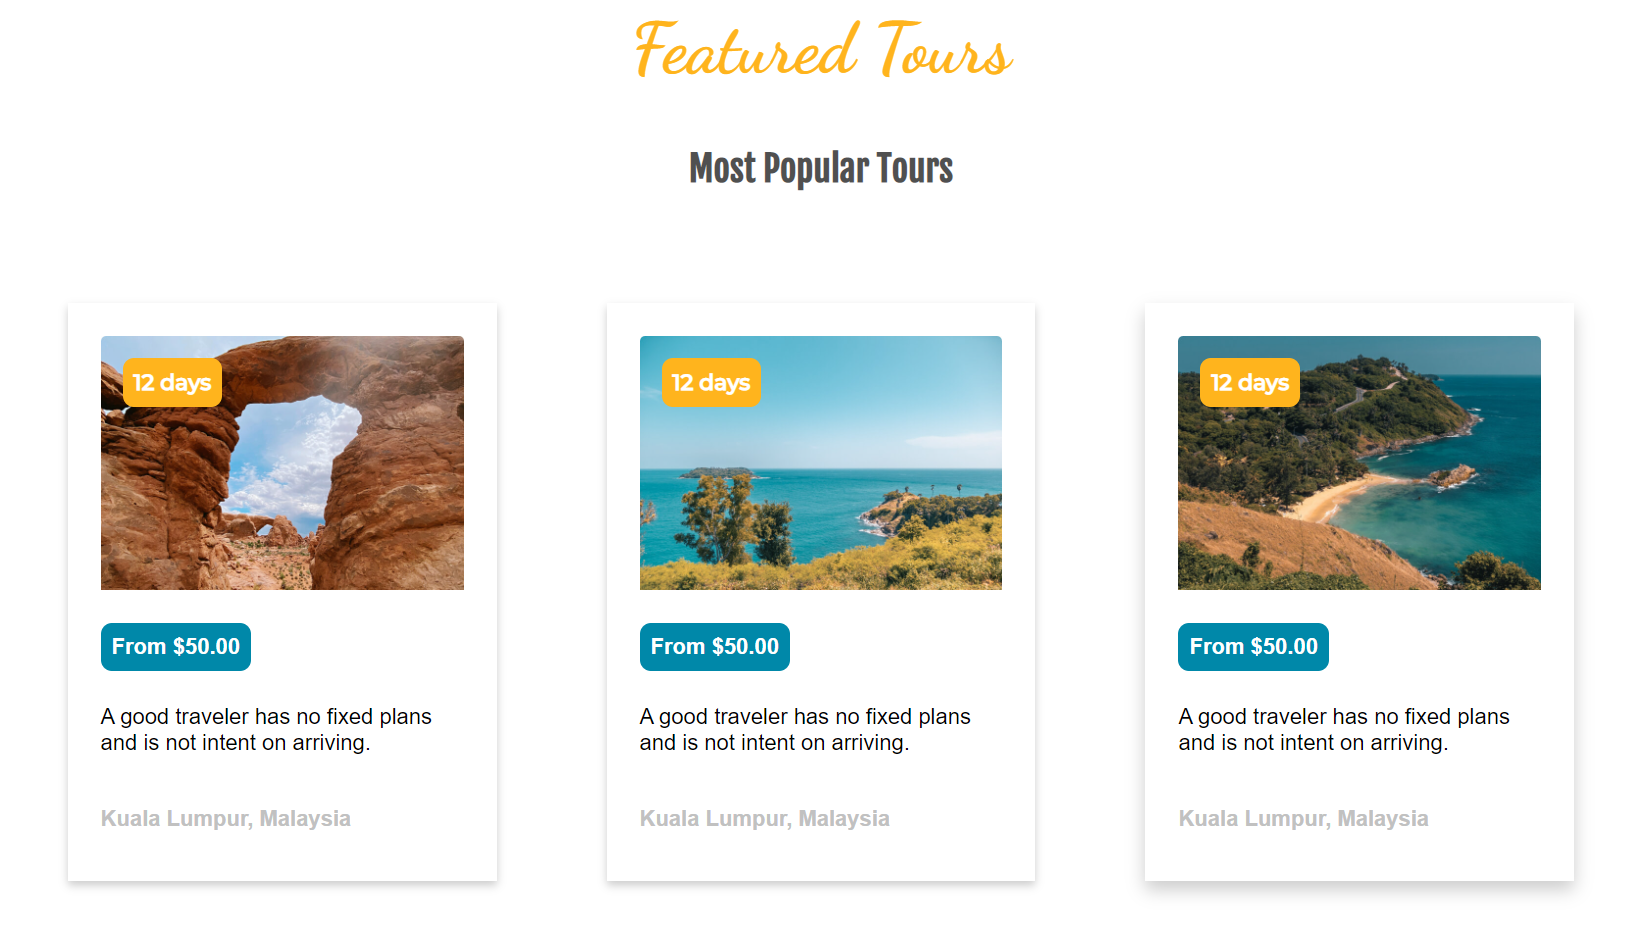 Featured Tours
Most Popular Tours
12 days
From $50.00
A good traveler has no fixed plans
and is not intent on arriving.
Kuala Lumpur, Malaysia
12 days
From $50.00
A good traveler has no fixed plans
and is not intent on arriving.
Kuala Lumpur, Malaysia
12 days
From $50.00
A good traveler has no fixed plans
and is not intent on arriving.
Kuala Lumpur, Malaysia